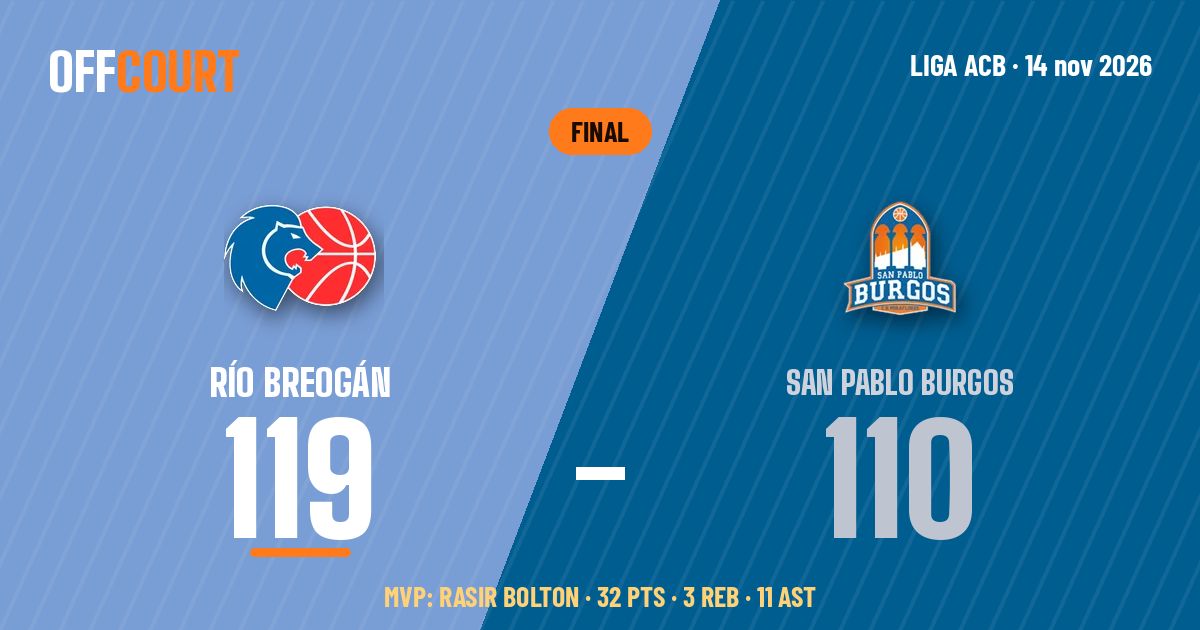 OFFCOURT
LIGA ACB · 14 nov 2026
FINAL
SAN PABLO
BURGOS
RÍO BREOGÁN
SAN PABLO BURGOS
119
–
110
MVP: RASIR BOLTON · 32 PTS · 3 REB · 11 AST